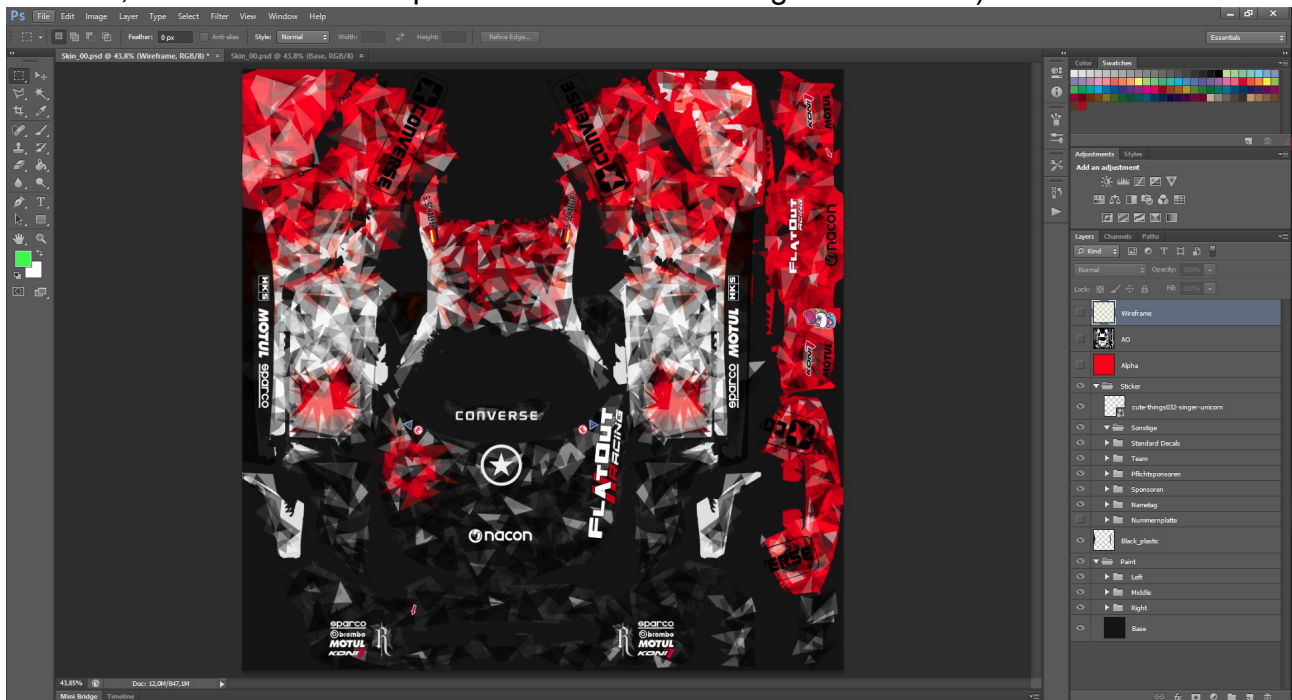 Ps File Edit Image Layer Type Select Filter View Window Help
Feather: 0 px Anti-alias Style: Normal Width: Height: Refine Edge... Essentials
Skin_00.psd @ 43,8% (Wireframe, RGB/8) * × Skin_00.psd @ 43,8% (Base, RGB/8) ×
Color Swatches
Adjustments Styles
Add an adjustment
Layers Channels Paths
Kind
Normal Opacity: 100%
Lock: Fill: 100%
Wireframe
AO
Alpha
Sticker
cute-things032-singer-unicorn
Sonstige
Standard Decals
Team
Pflichtsponsoren
Sponsoren
Nametag
Nummernplatte
Black_plastic
Paint
Left
Middle
Right
Base
CONVERSE
CONVERSE
KONI
MOTUL
FLATOUT
RACING
nacon
HKS
MOTUL
sparco
HKS
MOTUL
sparco
KONI
MOTUL
CONVERSE
FLATOUT
RACING
nacon
sparco
brembo
MOTUL
KONI
R
sparco
brembo
MOTUL
KONI
R
43,85% Doc: 12,0M/847,1M
Mini Bridge Timeline